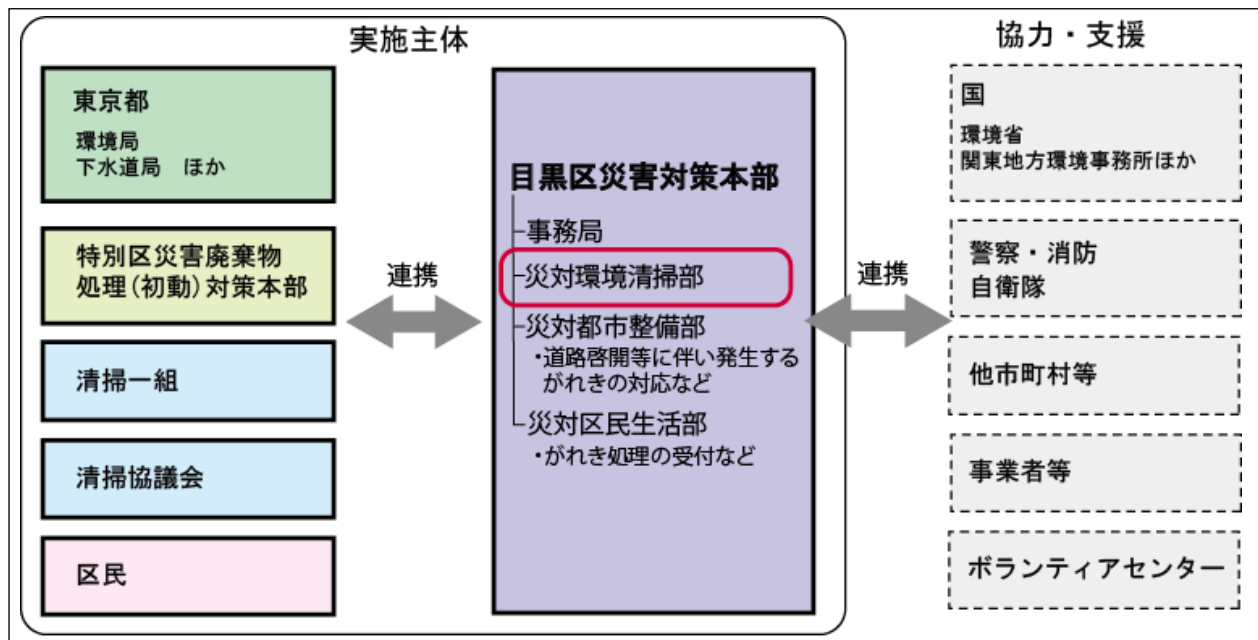 実施主体
東京都
環境局
下水道局　ほか
特別区災害廃棄物
処理（初動）対策本部
清掃一組
清掃協議会
区民
連携
目黒区災害対策本部
事務局
災対環境清掃部
災対都市整備部
・道路啓開等に伴い発生する
がれきの対応など
災対区民生活部
・がれき処理の受付など
連携
協力・支援
国
環境省
関東地方環境事務所ほか
警察・消防
自衛隊
他市町村等
事業者等
ボランティアセンター